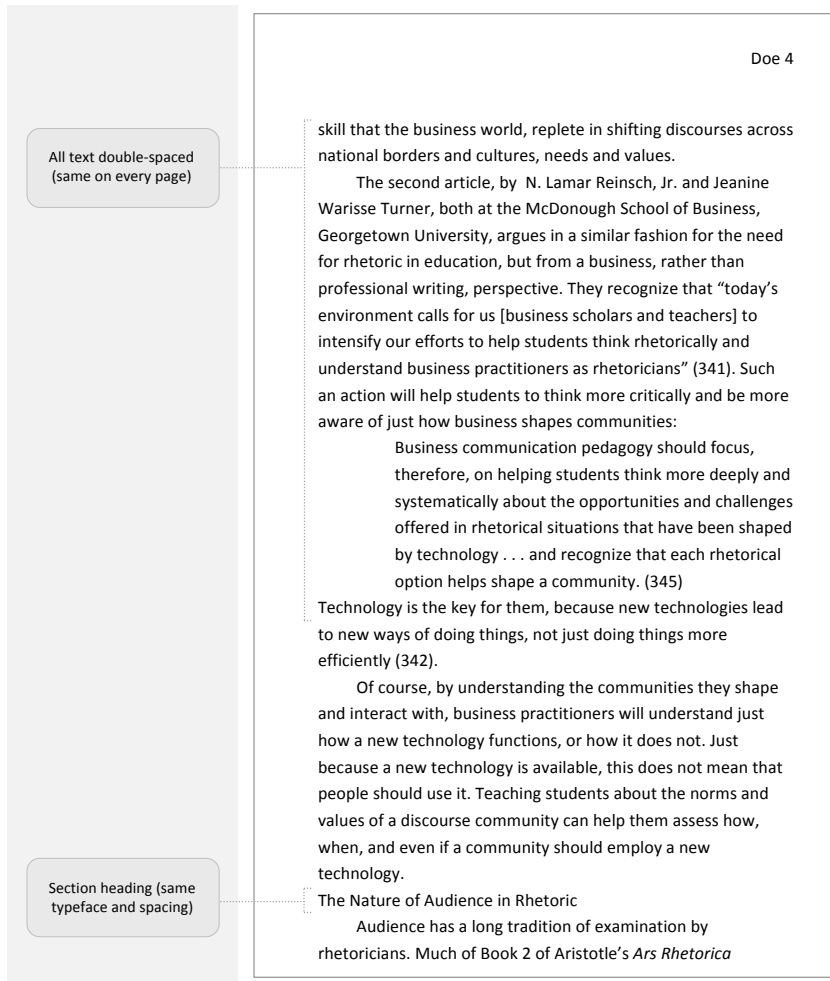 Doe 4
All text double-spaced
(same on every page)
skill that the business world, replete in shifting discourses across
national borders and cultures, needs and values.
The second article, by  N. Lamar Reinsch, Jr. and Jeanine
Warisse Turner, both at the McDonough School of Business,
Georgetown University, argues in a similar fashion for the need
for rhetoric in education, but from a business, rather than
professional writing, perspective. They recognize that “today’s
environment calls for us [business scholars and teachers] to
intensify our efforts to help students think rhetorically and
understand business practitioners as rhetoricians” (341). Such
an action will help students to think more critically and be more
aware of just how business shapes communities:
Business communication pedagogy should focus,
therefore, on helping students think more deeply and
systematically about the opportunities and challenges
offered in rhetorical situations that have been shaped
by technology . . . and recognize that each rhetorical
option helps shape a community. (345)
Technology is the key for them, because new technologies lead
to new ways of doing things, not just doing things more
efficiently (342).
Of course, by understanding the communities they shape
and interact with, business practitioners will understand just
how a new technology functions, or how it does not. Just
because a new technology is available, this does not mean that
people should use it. Teaching students about the norms and
values of a discourse community can help them assess how,
when, and even if a community should employ a new
technology.
Section heading (same
typeface and spacing)
The Nature of Audience in Rhetoric
Audience has a long tradition of examination by
rhetoricians. Much of Book 2 of Aristotle’s Ars Rhetorica